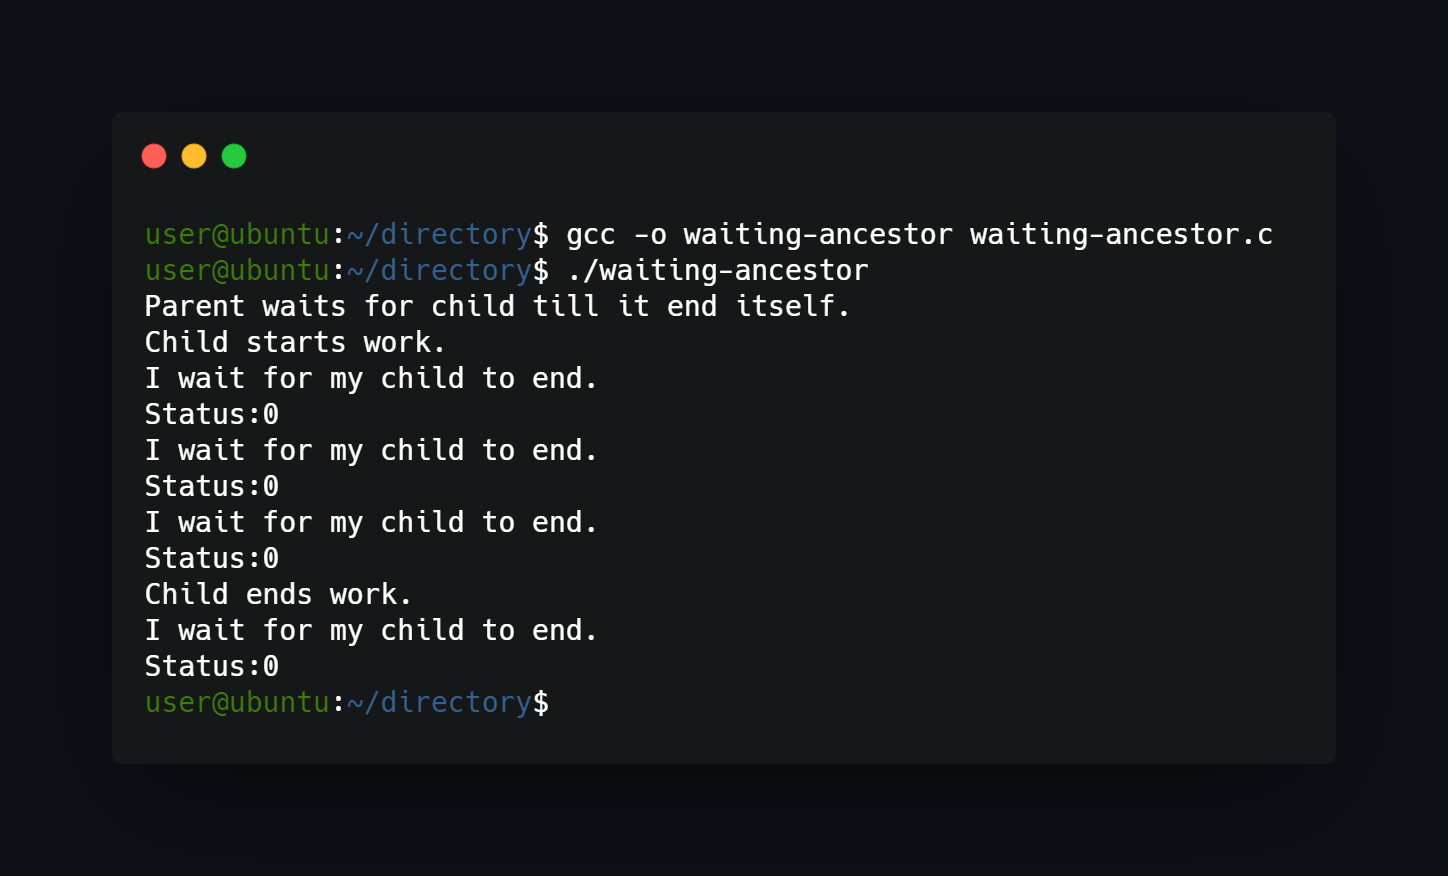 user@ubuntu:~/directory$ gcc -o waiting-ancestor waiting-ancestor.c
user@ubuntu:~/directory$ ./waiting-ancestor
Parent waits for child till it end itself.
Child starts work.
I wait for my child to end.
Status:0
I wait for my child to end.
Status:0
I wait for my child to end.
Status:0
Child ends work.
I wait for my child to end.
Status:0
user@ubuntu:~/directory$